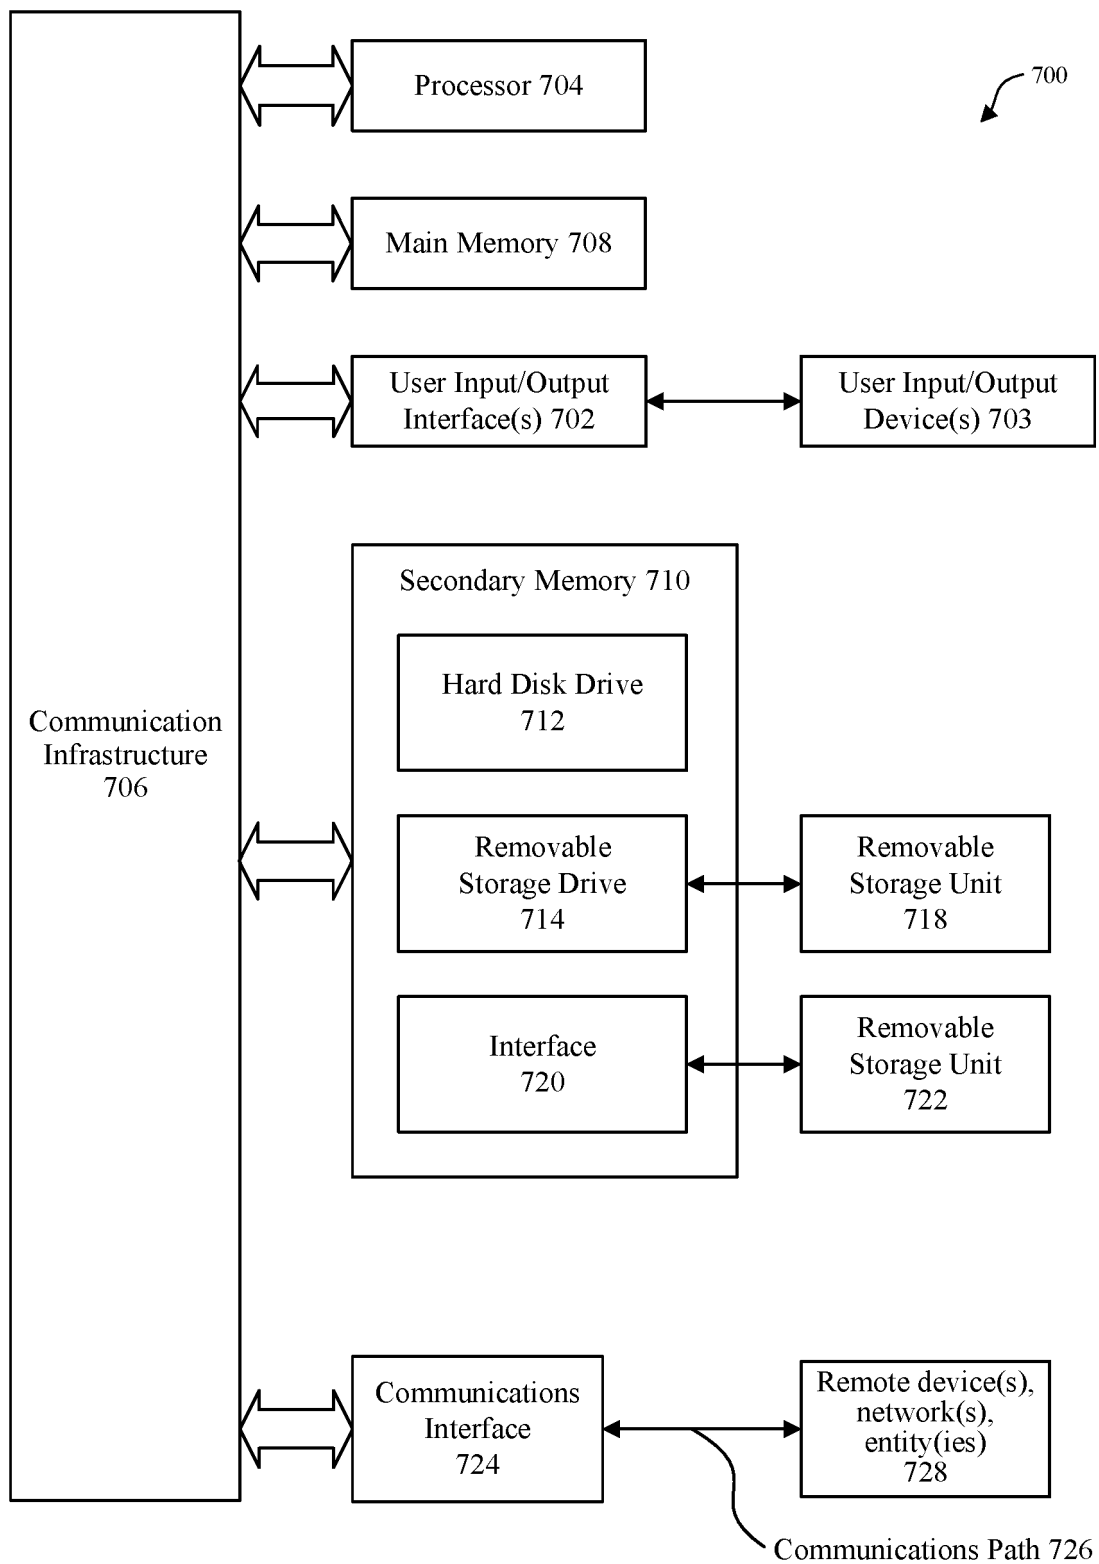 Processor 704
700
Main Memory 708
User Input/Output
Interface(s) 702
User Input/Output
Device(s) 703
Secondary Memory 710
Hard Disk Drive
712
Communication
Infrastructure
706
Removable
Storage Drive
714
Removable
Storage Unit
718
Interface
720
Removable
Storage Unit
722
Communications
Interface
724
Remote device(s),
network(s),
entity(ies)
728
Communications Path 726